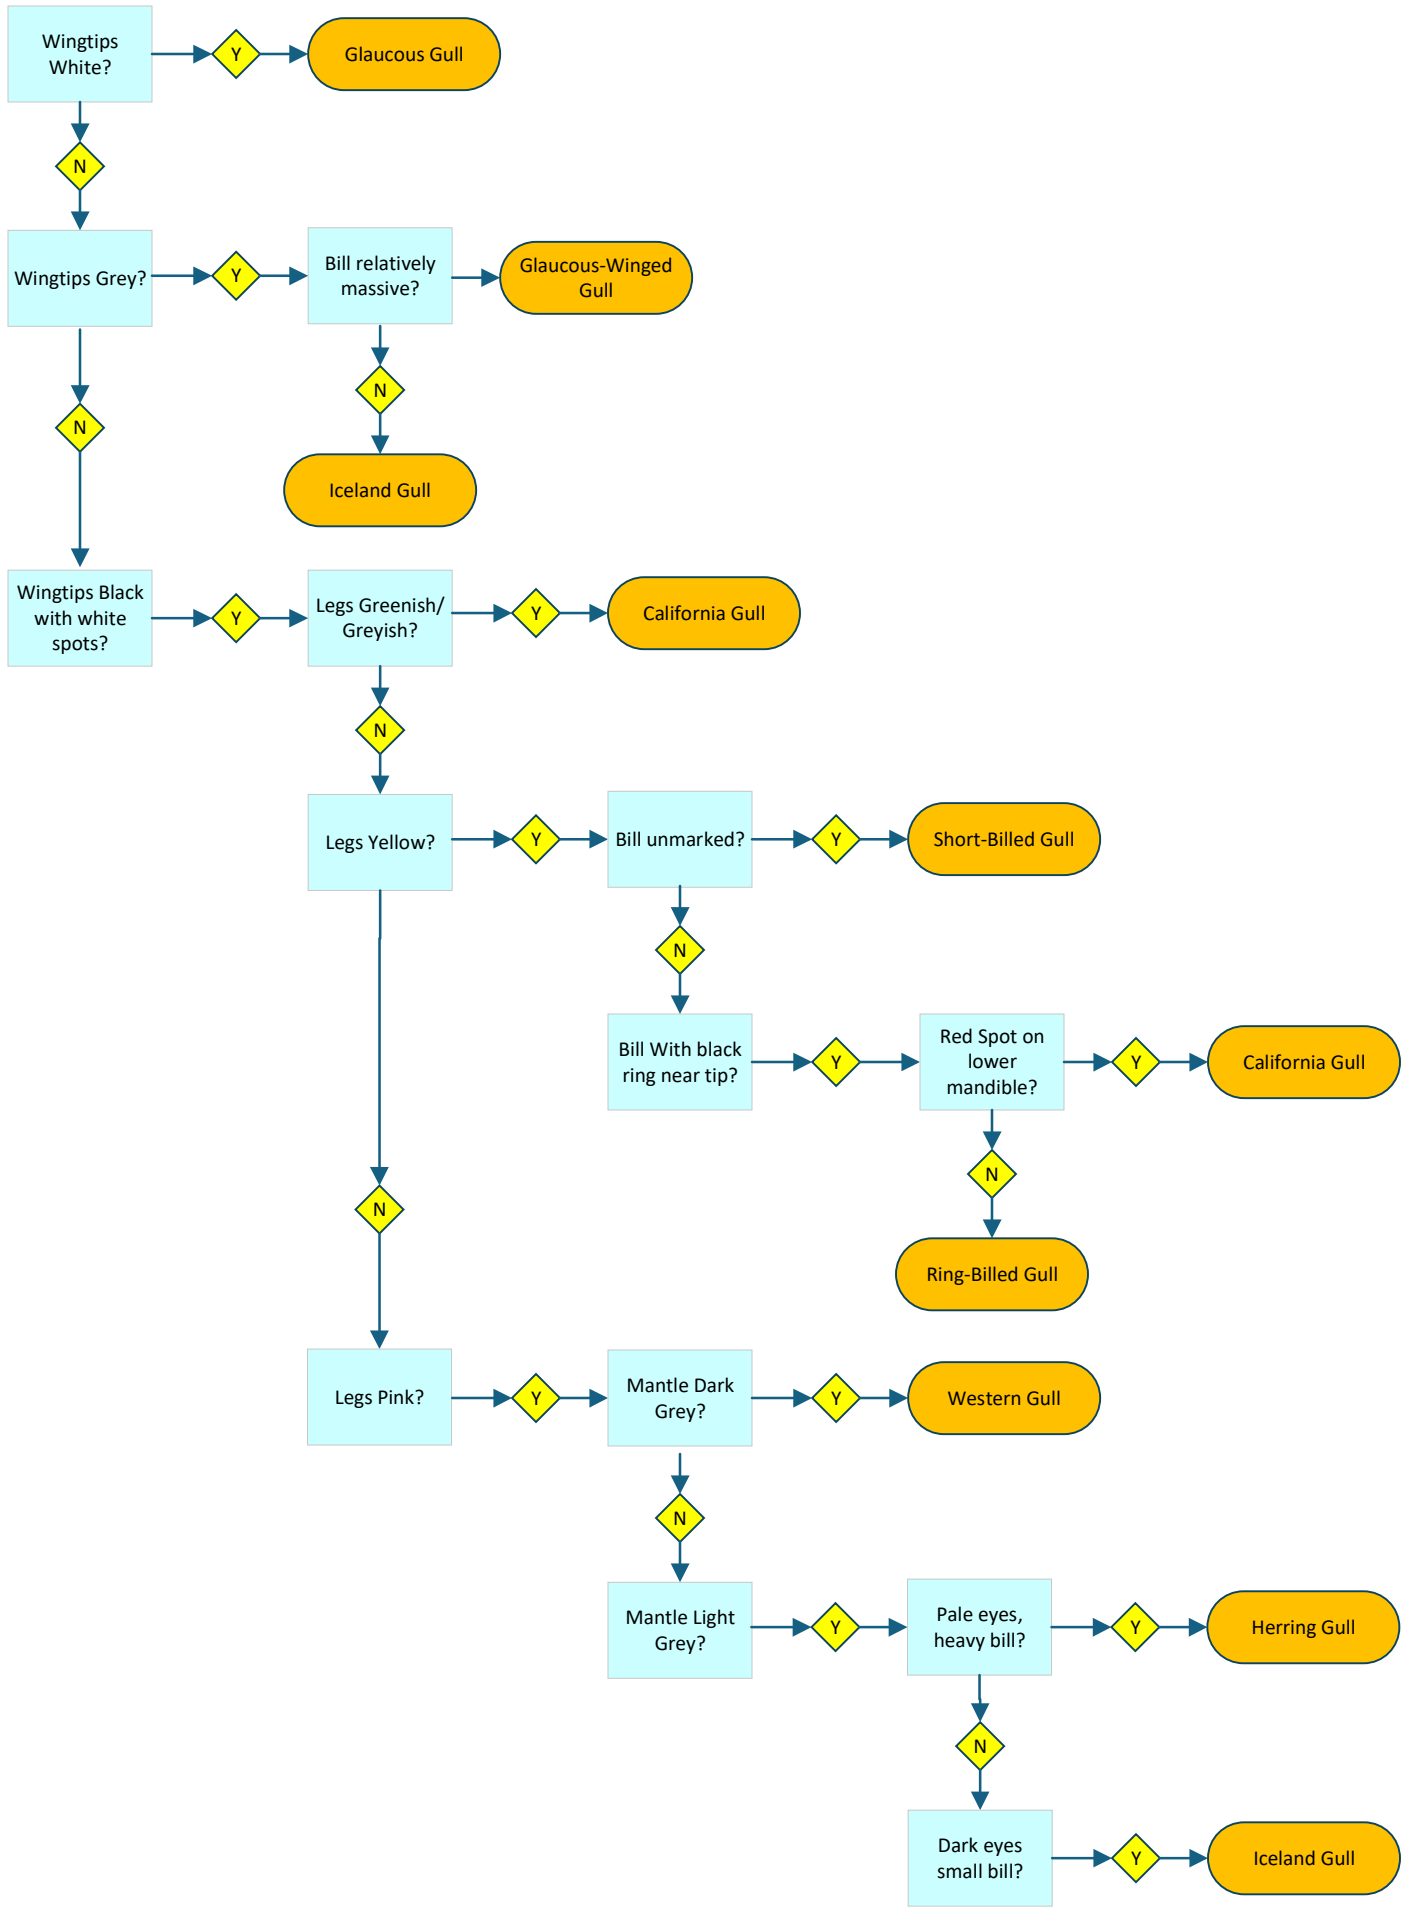 Wingtips
White?
Y
Glaucous Gull
N
Wingtips Grey?
Y
Bill relatively
massive?
Glaucous-Winged
Gull
N
N
Iceland Gull
Wingtips Black
with white
spots?
Y
Legs Greenish/
Greyish?
Y
California Gull
N
Legs Yellow?
Y
Bill unmarked?
Y
Short-Billed Gull
N
Bill With black
ring near tip?
Y
Red Spot on
lower
mandible?
Y
California Gull
N
N
Ring-Billed Gull
Legs Pink?
Y
Mantle Dark
Grey?
Y
Western Gull
N
Mantle Light
Grey?
Y
Pale eyes,
heavy bill?
Y
Herring Gull
N
Dark eyes
small bill?
Y
Iceland Gull